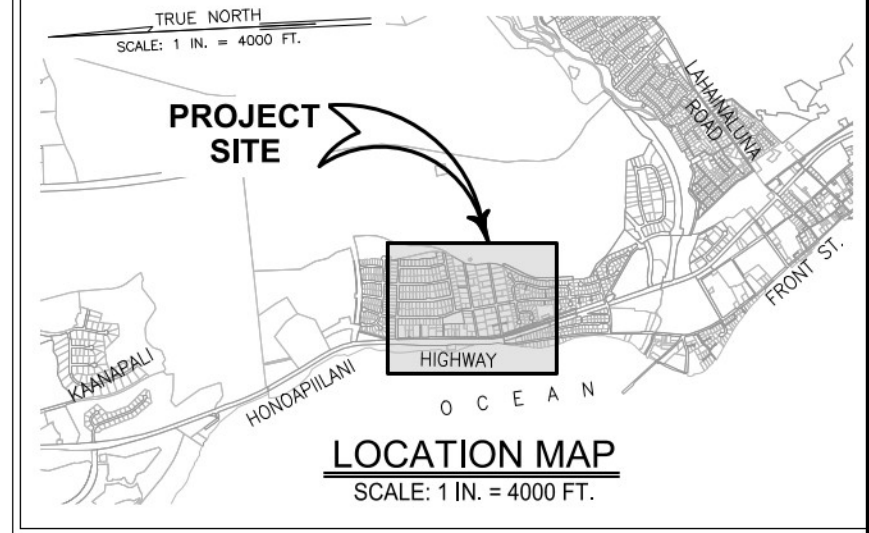 TRUE NORTH
SCALE: 1 IN. = 4000 FT.
PROJECT
SITE
LAHAINALUNA
ROAD
FRONT ST.
KAANAPALI
HONOAPIILANI
HIGHWAY
OCEAN
LOCATION MAP
SCALE: 1 IN. = 4000 FT.